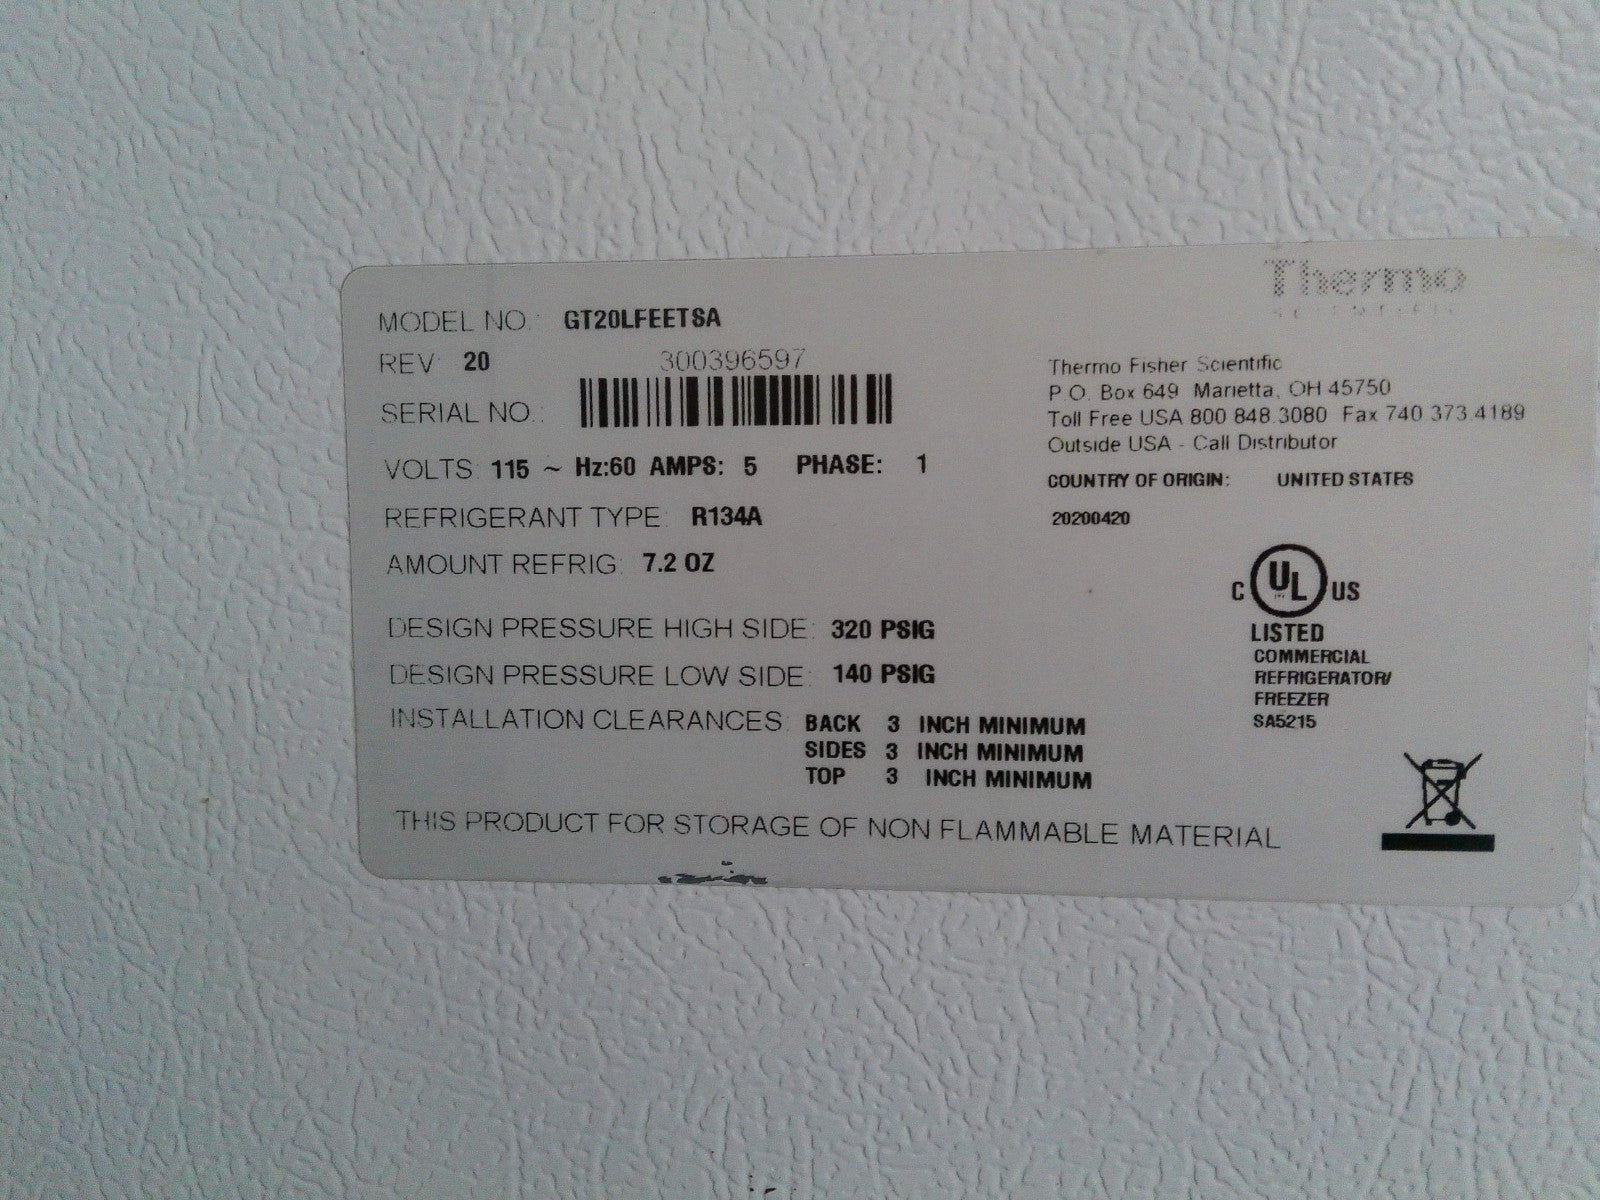 Thermo
SCIENTIFIC
MODEL NO.: GT20LFEETSA
REV: 20
300396597
SERIAL NO.:
VOLTS: 115 ~ Hz:60 AMPS: 5 PHASE: 1
REFRIGERANT TYPE: R134A
AMOUNT REFRIG: 7.2 OZ
DESIGN PRESSURE HIGH SIDE: 320 PSIG
DESIGN PRESSURE LOW SIDE: 140 PSIG
INSTALLATION CLEARANCES: BACK 3 INCH MINIMUM
SIDES 3 INCH MINIMUM
TOP 3 INCH MINIMUM
THIS PRODUCT FOR STORAGE OF NON FLAMMABLE MATERIAL
Thermo Fisher Scientific
P.O. Box 649 Marietta, OH 45750
Toll Free USA 800 848 3080 Fax 740 373 4189
Outside USA - Call Distributor
COUNTRY OF ORIGIN: UNITED STATES
20200420
C UL US
LISTED
COMMERCIAL
REFRIGERATOR/
FREEZER
SA5215